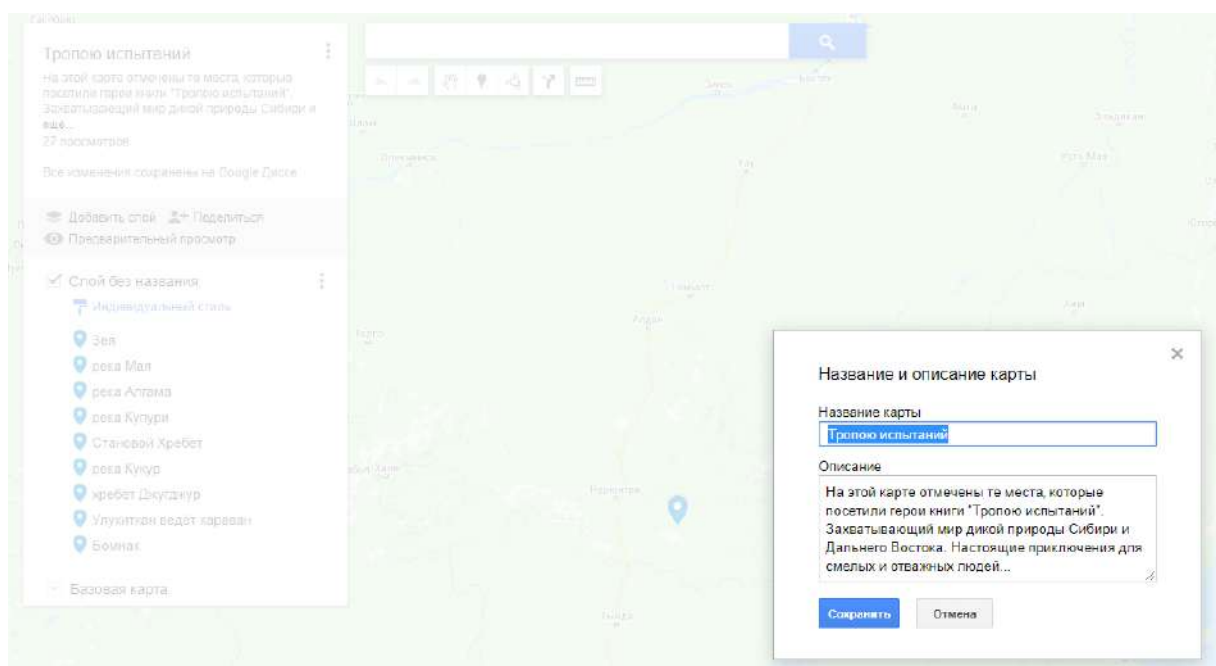 Тропою испытаний
На этой карте отмечены те места, которые
посетили герои книги "Тропою испытаний".
Захватывающий мир дикой природы Сибири и
ещё...
27 просмотров
Все изменения сохранены на Google Диске
Добавить слой Поделиться
Предварительный просмотр
Слой без названия
Индивидуальный стиль
Зея
река Мая
река Алгама
река Купури
Становой Хребет
река Кукур
хребет Джугджур
Улукиткан ведет караван
Бомнак
Базовая карта
Алдан
Название и описание карты
Название карты
Тропою испытаний
Описание
На этой карте отмечены те места, которые
посетили герои книги "Тропою испытаний".
Захватывающий мир дикой природы Сибири и
Дальнего Востока. Настоящие приключения для
смелых и отважных людей...
Сохранить Отмена